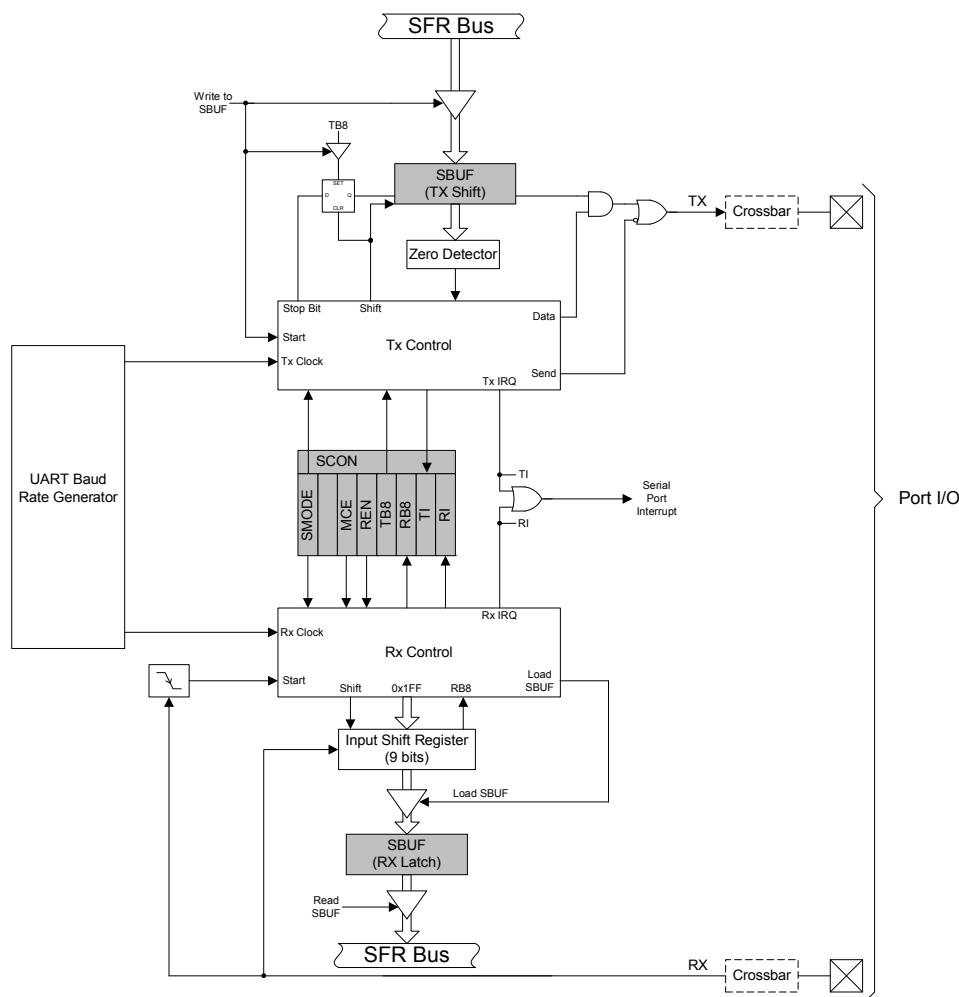 SFR Bus
Write to
SBUF
TB8
SET
D
Q
CLR
SBUF
(TX Shift)
TX
Crossbar
Zero Detector
Stop Bit
Shift
Data
Start
Tx Control
Tx Clock
Send
Tx IRQ
UART Baud
Rate Generator
SCON
SMODE
MCE
REN
TB8
RB8
TI
RI
TI
RI
Serial
Port
Interrupt
Port I/O
Rx IRQ
Rx Clock
Rx Control
Start
Load
SBUF
Shift
0x1FF
RB8
Input Shift Register
(9 bits)
Load SBUF
SBUF
(RX Latch)
Read
SBUF
SFR Bus
RX
Crossbar